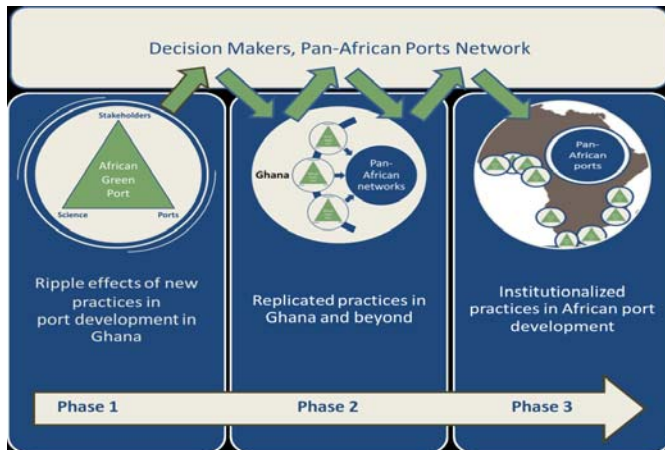 Decision Makers, Pan-African Ports Network
Stakeholders
African
Green
Port
Science
Ports
Ripple effects of new
practices in
port development in
Ghana
Ghana
Pan-
African
networks
Replicated practices in
Ghana and beyond
Pan-
African
ports
Institutionalized
practices in African port
development
Phase 1
Phase 2
Phase 3